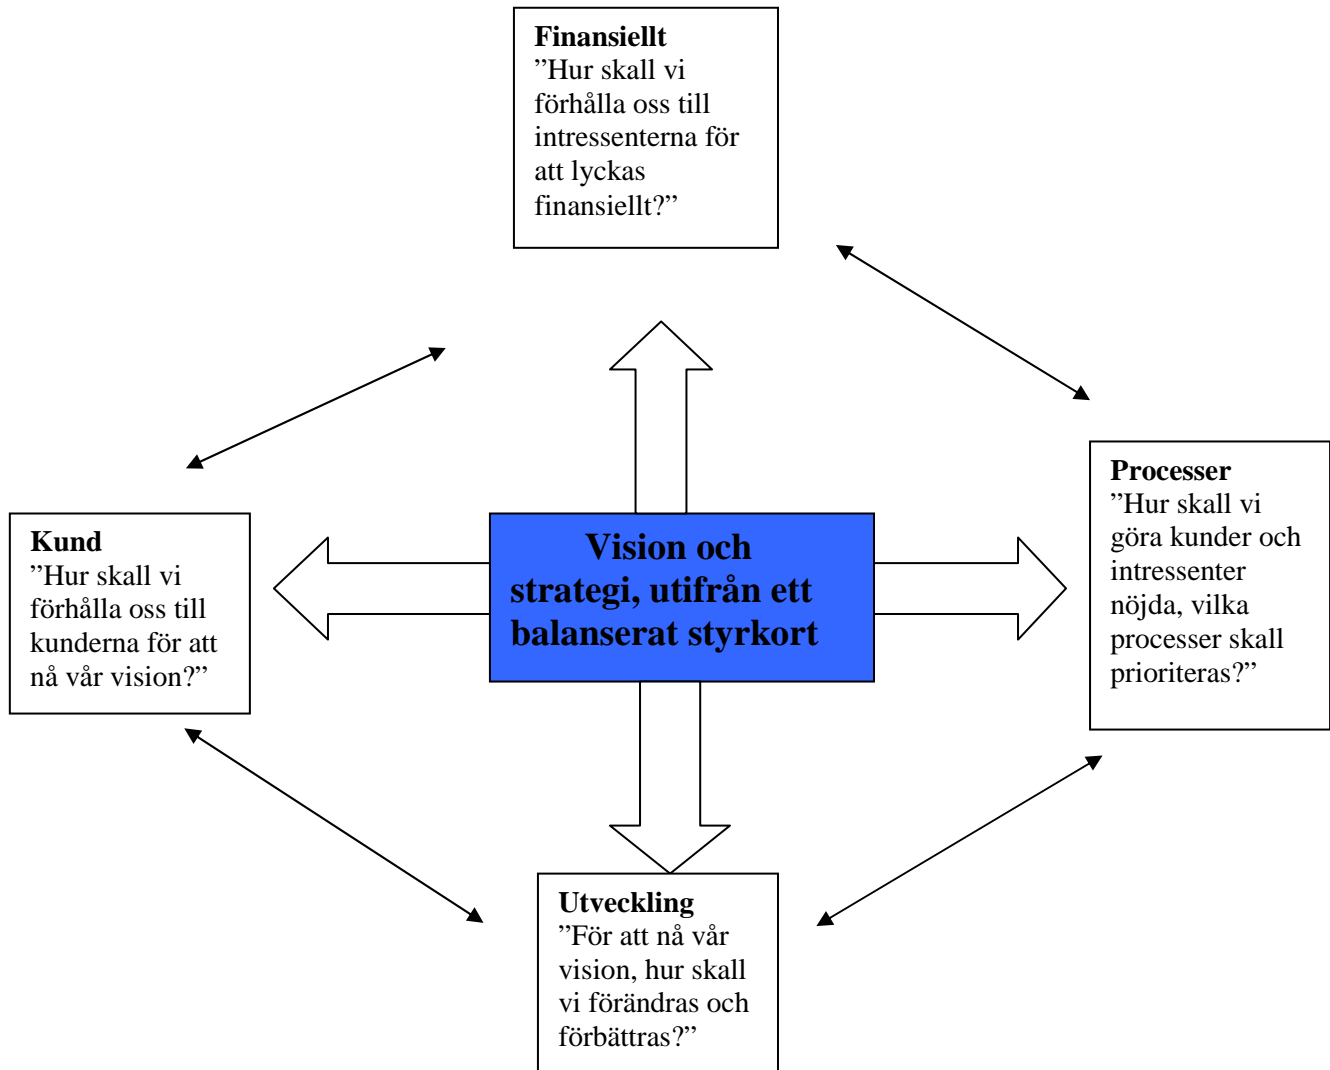 Finansiellt
”Hur skall vi
förhålla oss till
intressenterna för
att lyckas
finansiellt?”
Kund
”Hur skall vi
förhålla oss till
kunderna för att
nå vår vision?”
Vision och
strategi, utifrån ett
balanserat styrkort
Processer
”Hur skall vi
göra kunder och
intressenter
nöjda, vilka
processer skall
prioriteras?”
Utveckling
”För att nå vår
vision, hur skall
vi förändras och
förbättras?”